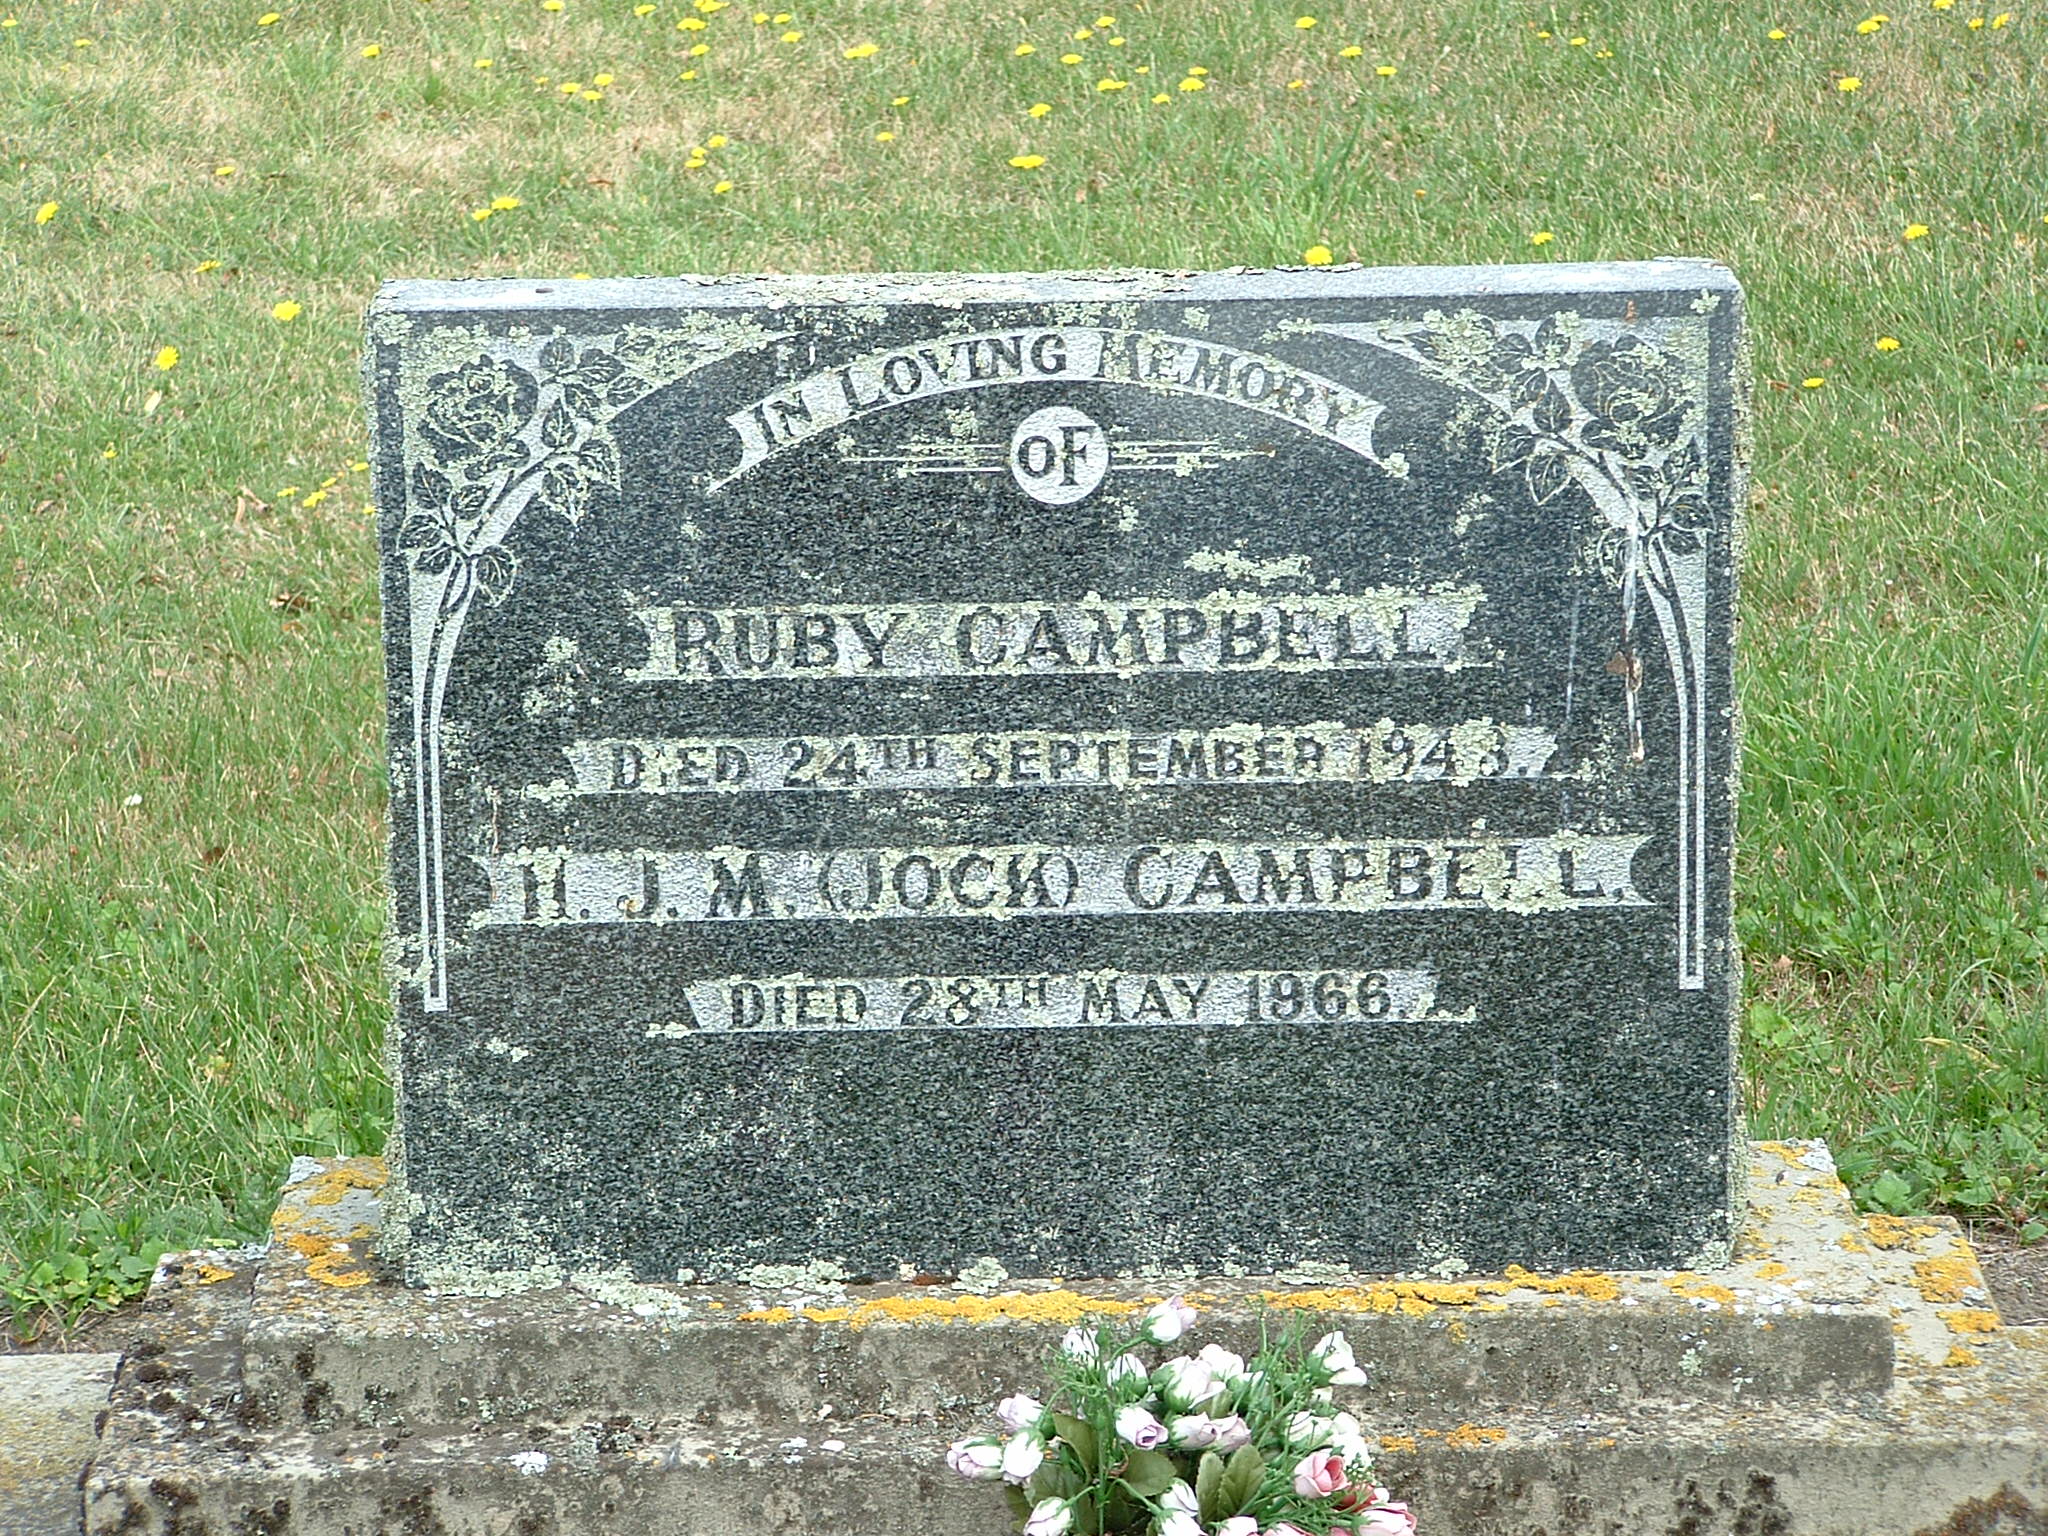 IN LOVING MEMORY
OF
RUBY CAMPBELL.
DIED 24TH SEPTEMBER 1943.
H. J. M. (JOCK) CAMPBELL.
DIED 28TH MAY 1966.